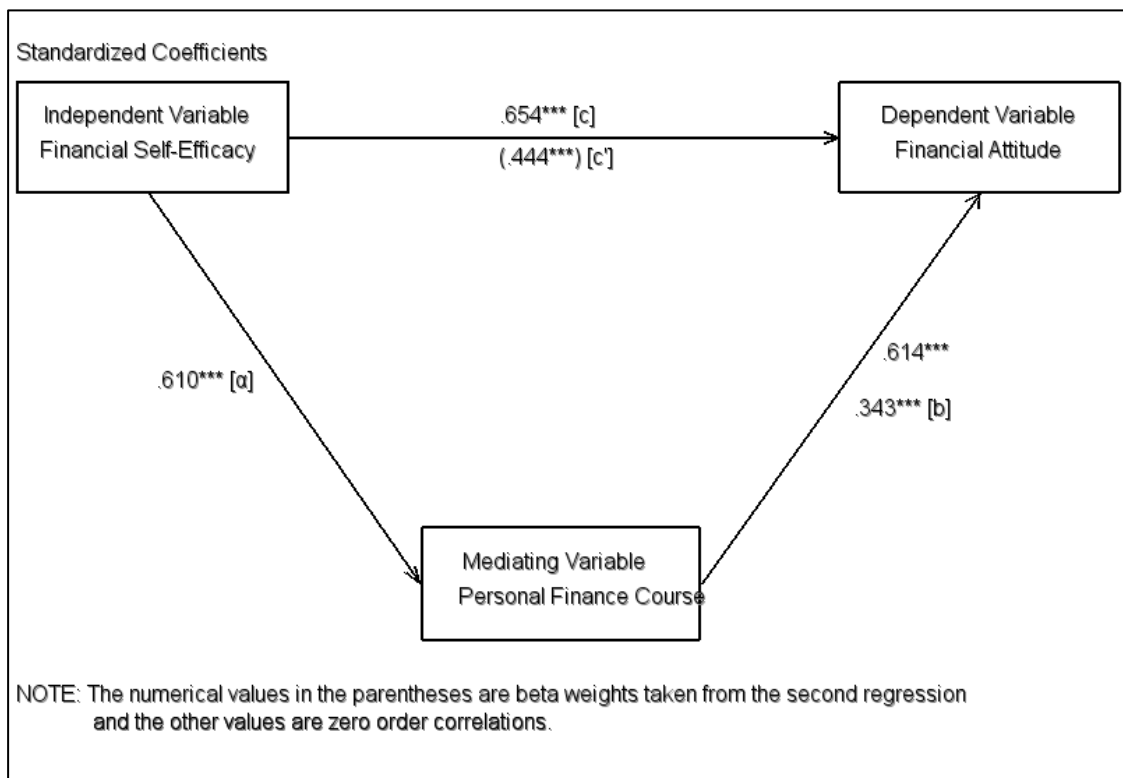 Standardized Coefficients
Independent Variable
Financial Self-Efficacy
.654*** [c]
(.444***) [c']
Dependent Variable
Financial Attitude
.610*** [α]
.614***
.343*** [b]
Mediating Variable
Personal Finance Course
NOTE: The numerical values in the parentheses are beta weights taken from the second regression
and the other values are zero order correlations.